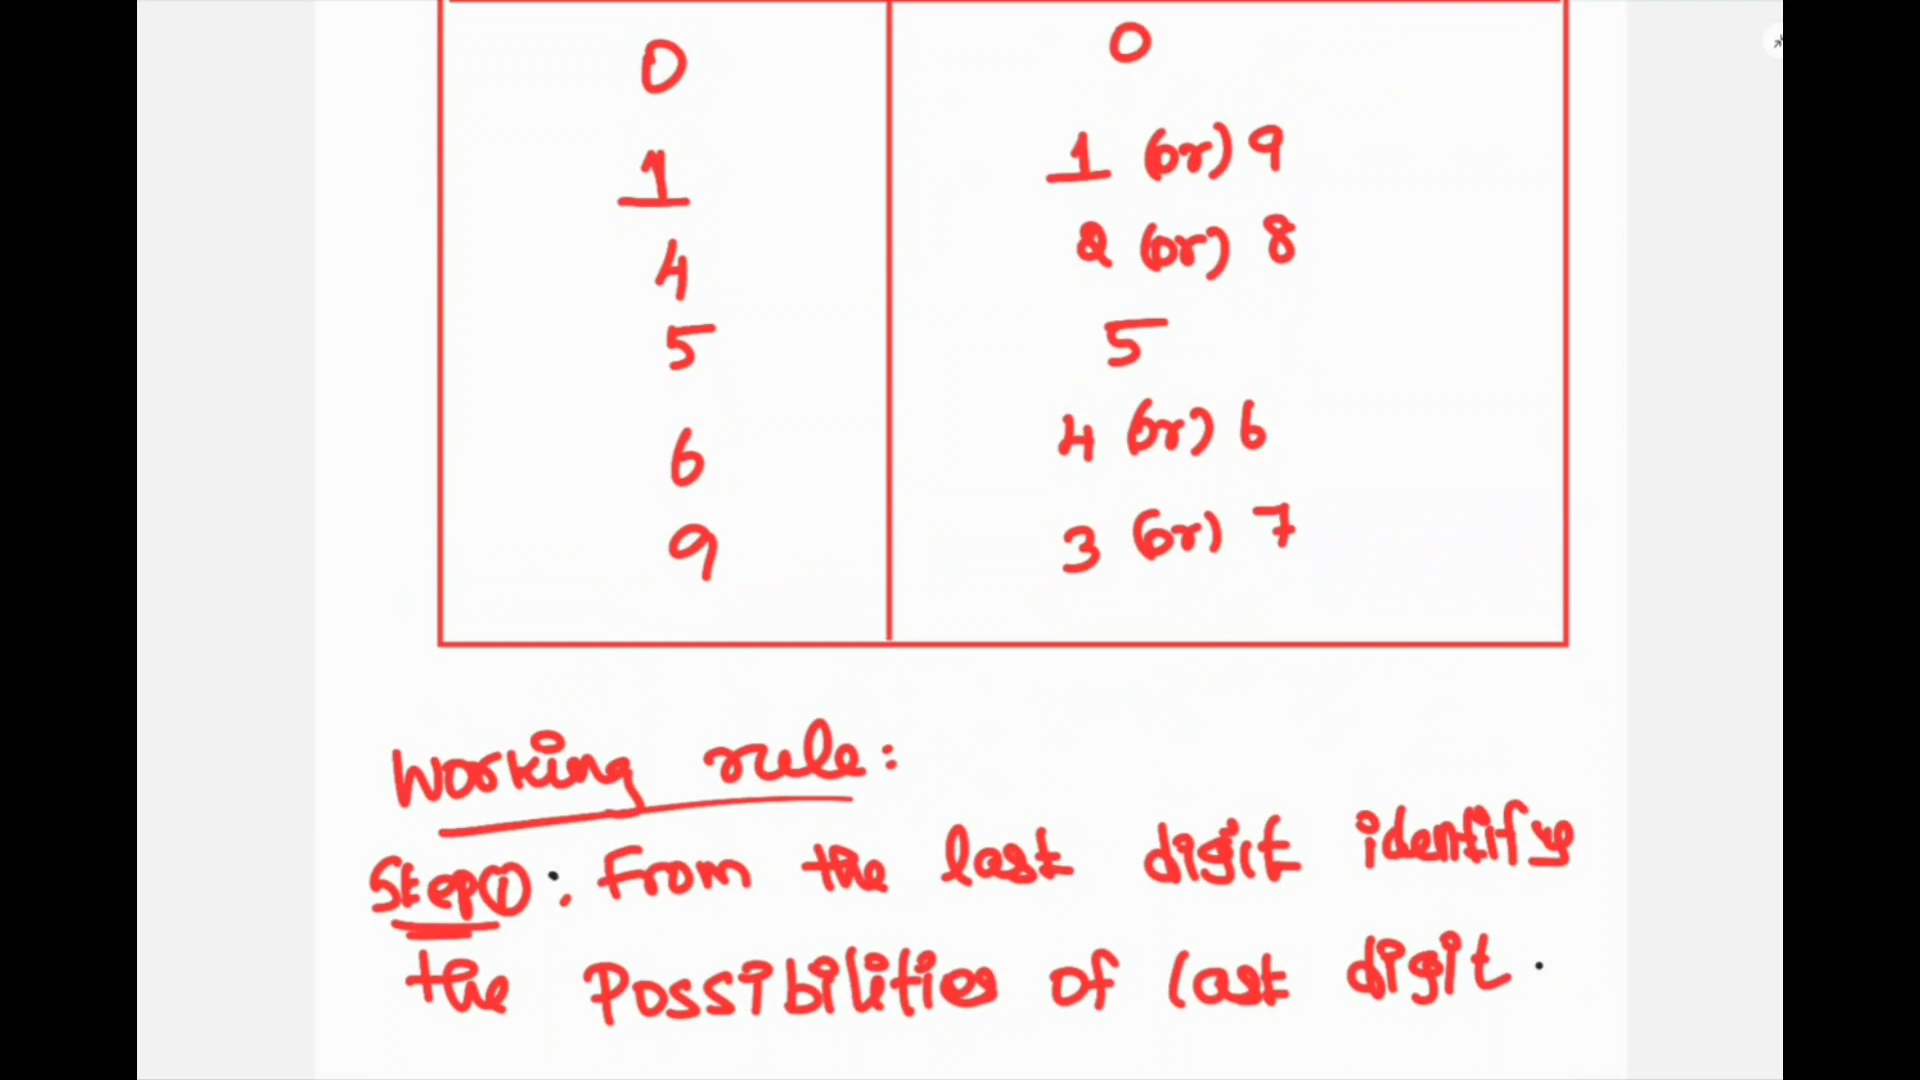 0 0
1 1 (or) 9
4 2 (or) 8
5 5
6 4 (or) 6
9 3 (or) 7
Working rule:
Step①: From the last digit identify
the Possibilities of last digit.